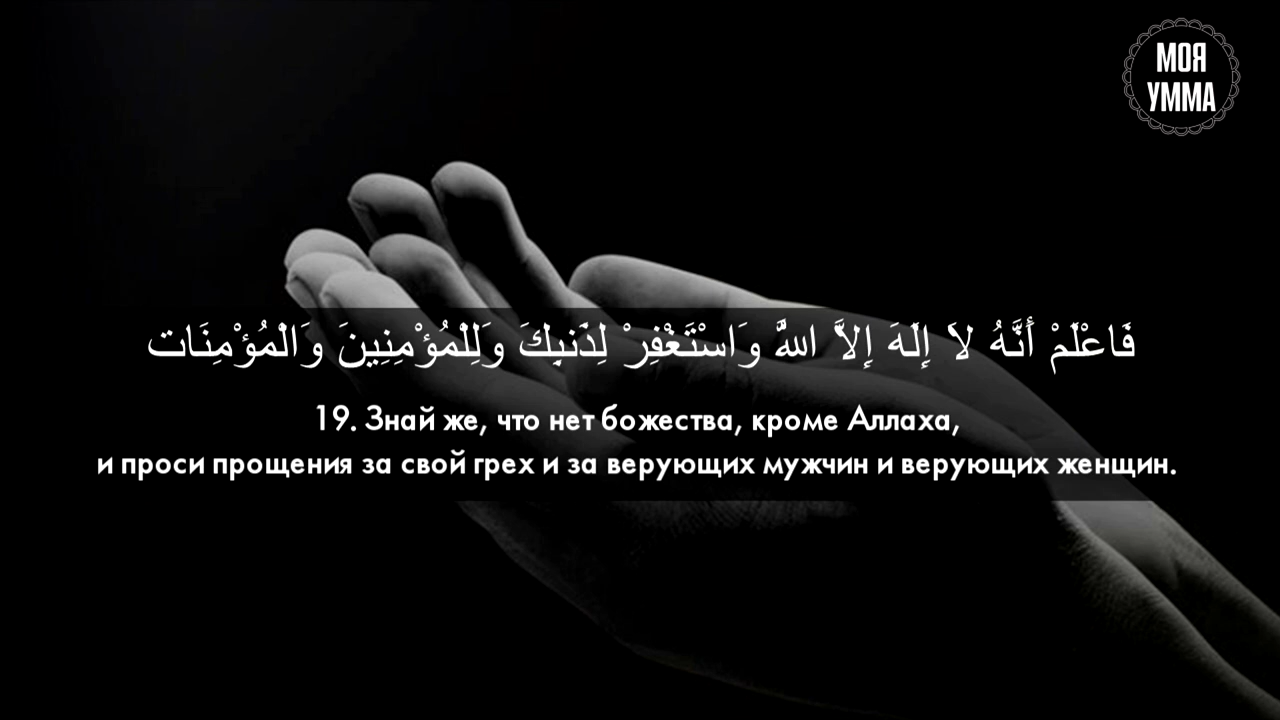 МОЯ
УММА
فَاعْلَمْ أَنَّهُ لاَ إِلَهَ إِلاَّ اللهُ وَاسْتَغْفِرْ لِذَنبِكَ وَلِلْمُؤْمِنِينَ وَالْمُؤْمِنَات
19. Знай же, что нет божества, кроме Аллаха,
и проси прощения за свой грех и за верующих мужчин и верующих женщин.